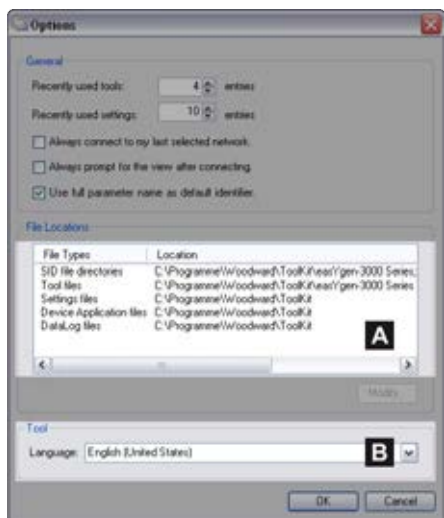 Options
General
Recently used tools: 4 entries
Recently used settings: 10 entries
Always connect to my last selected network.
Always prompt for the view after connecting.
Use full parameter name as default identifier.
File Locations
File Types Location
SID file directories C:\Programme\Woodward\ToolKit\easYgen-3000 Series;
Tool files C:\Programme\Woodward\ToolKit\easYgen-3000 Series
Settings files C:\Programme\Woodward\ToolKit
Device Application files C:\Programme\Woodward\ToolKit
DataLog files C:\Programme\Woodward\ToolKit
A
Modify...
Tool
Language: English (United States)
B
OK Cancel